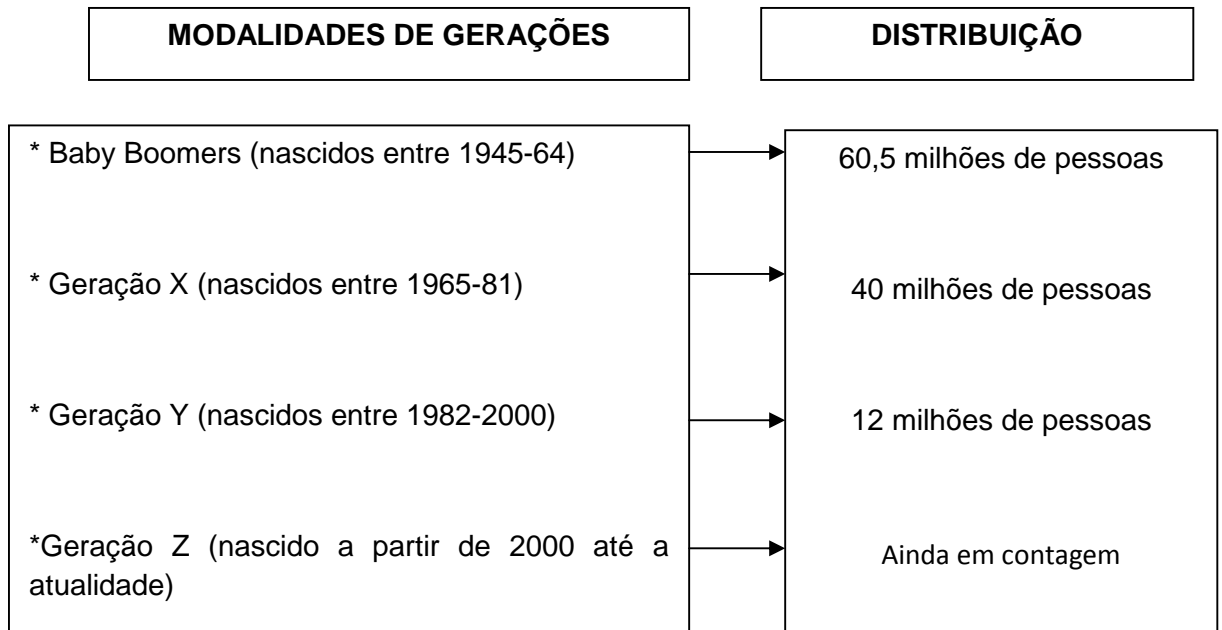 MODALIDADES DE GERAÇÕES
DISTRIBUIÇÃO
* Baby Boomers (nascidos entre 1945-64)
60,5 milhões de pessoas
* Geração X (nascidos entre 1965-81)
40 milhões de pessoas
* Geração Y (nascidos entre 1982-2000)
12 milhões de pessoas
*Geração Z (nascido a partir de 2000 até a
atualidade)
Ainda em contagem